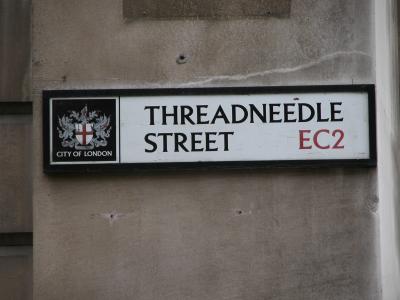 THREADNEEDLE
STREET EC2
CITY OF LONDON